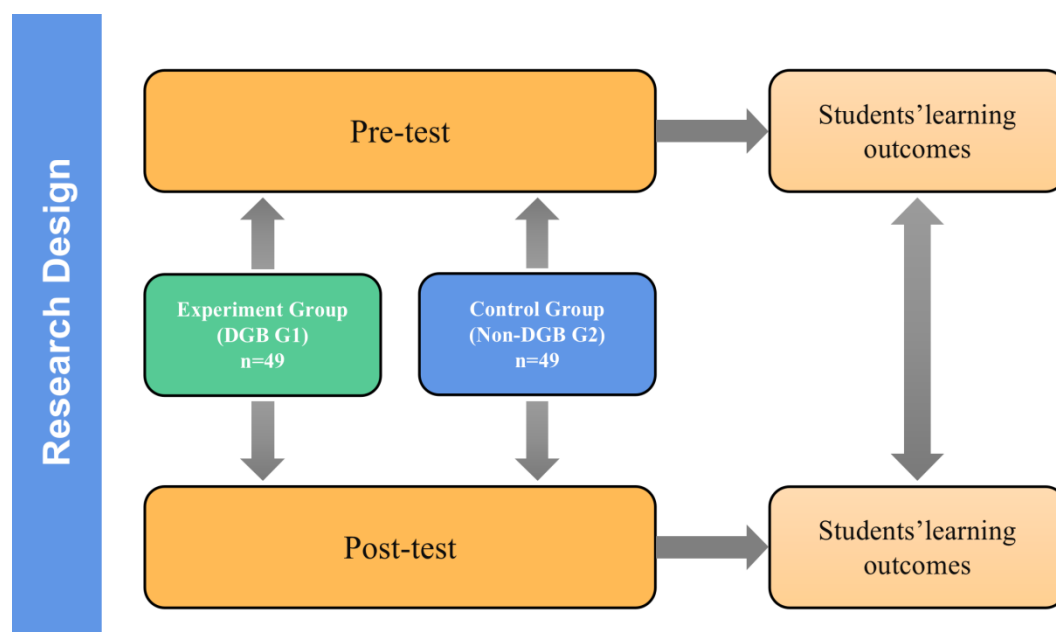 Research Design
Pre-test
Students’learning
outcomes
Experiment Group
(DGB G1)
n=49
Control Group
(Non-DGB G2)
n=49
Post-test
Students’learning
outcomes